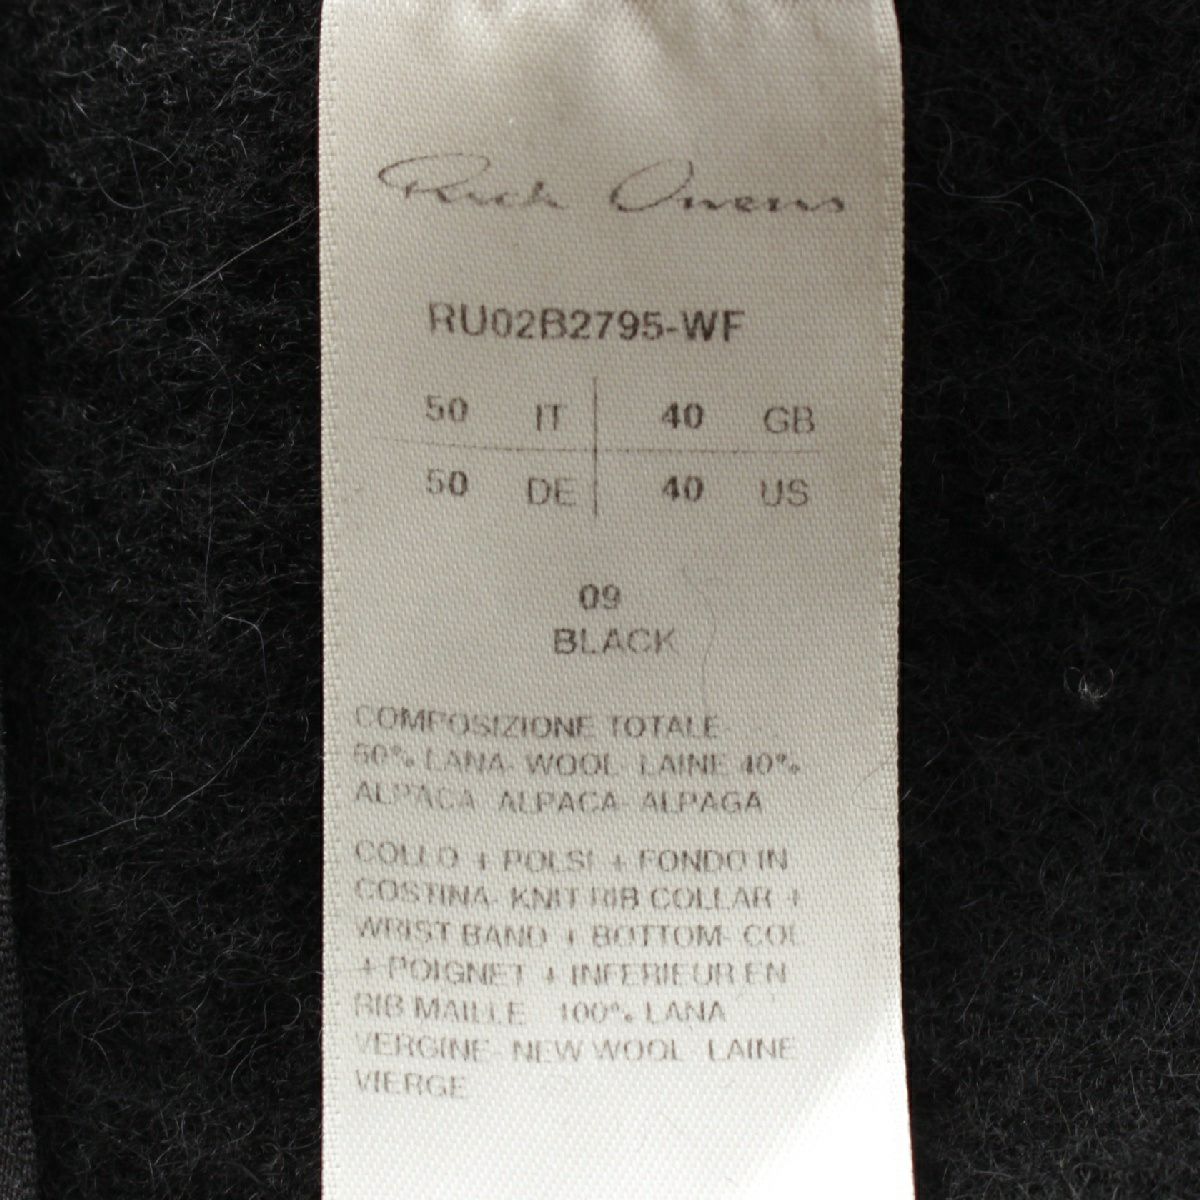 Rick Owens
RU02B2795-WF
50 IT 40 GB
50 DE 40 US
09
BLACK
COMPOSIZIONE TOTALE
60% LANA- WOOL- LAINE 40%
ALPACA- ALPACA- ALPAGA
COLLO + POLSI + FONDO IN
COSTINA- KNIT RIB COLLAR +
WRIST BAND + BOTTOM- COL
+ POIGNET + INFERIEUR EN
RIB MAILLE 100% LANA
VERGINE- NEW WOOL- LAINE
VIERGE